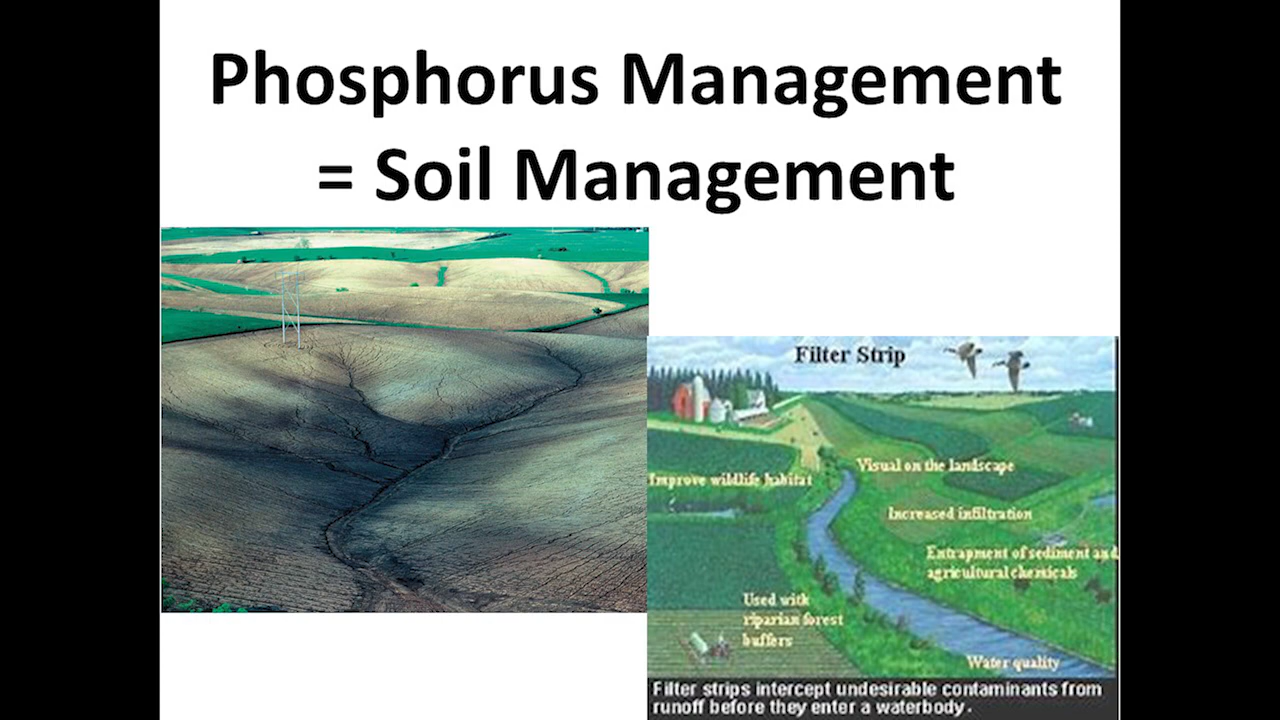 Phosphorus Management
= Soil Management
Filter Strip
Visual on the landscape
Improve wildlife habitat
Increased infiltration
Entrapment of sediment and
agricultural chemicals
Used with
riparian forest
buffers
Water quality
Filter strips intercept undesirable contaminants from
runoff before they enter a waterbody.